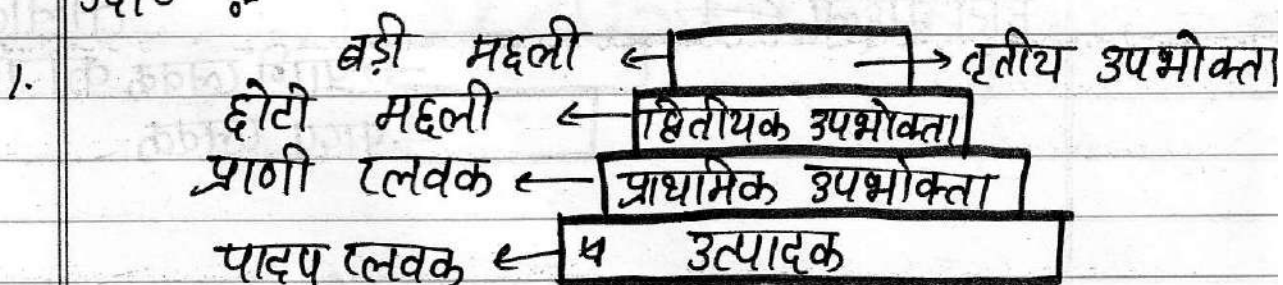 1. बड़ी मछली ← → तृतीय उपभोक्ता
छोटी मछली ← द्वितीयक उपभोक्ता
प्राणी प्लवक ← प्राथमिक उपभोक्ता
पादप प्लवक ← उत्पादक